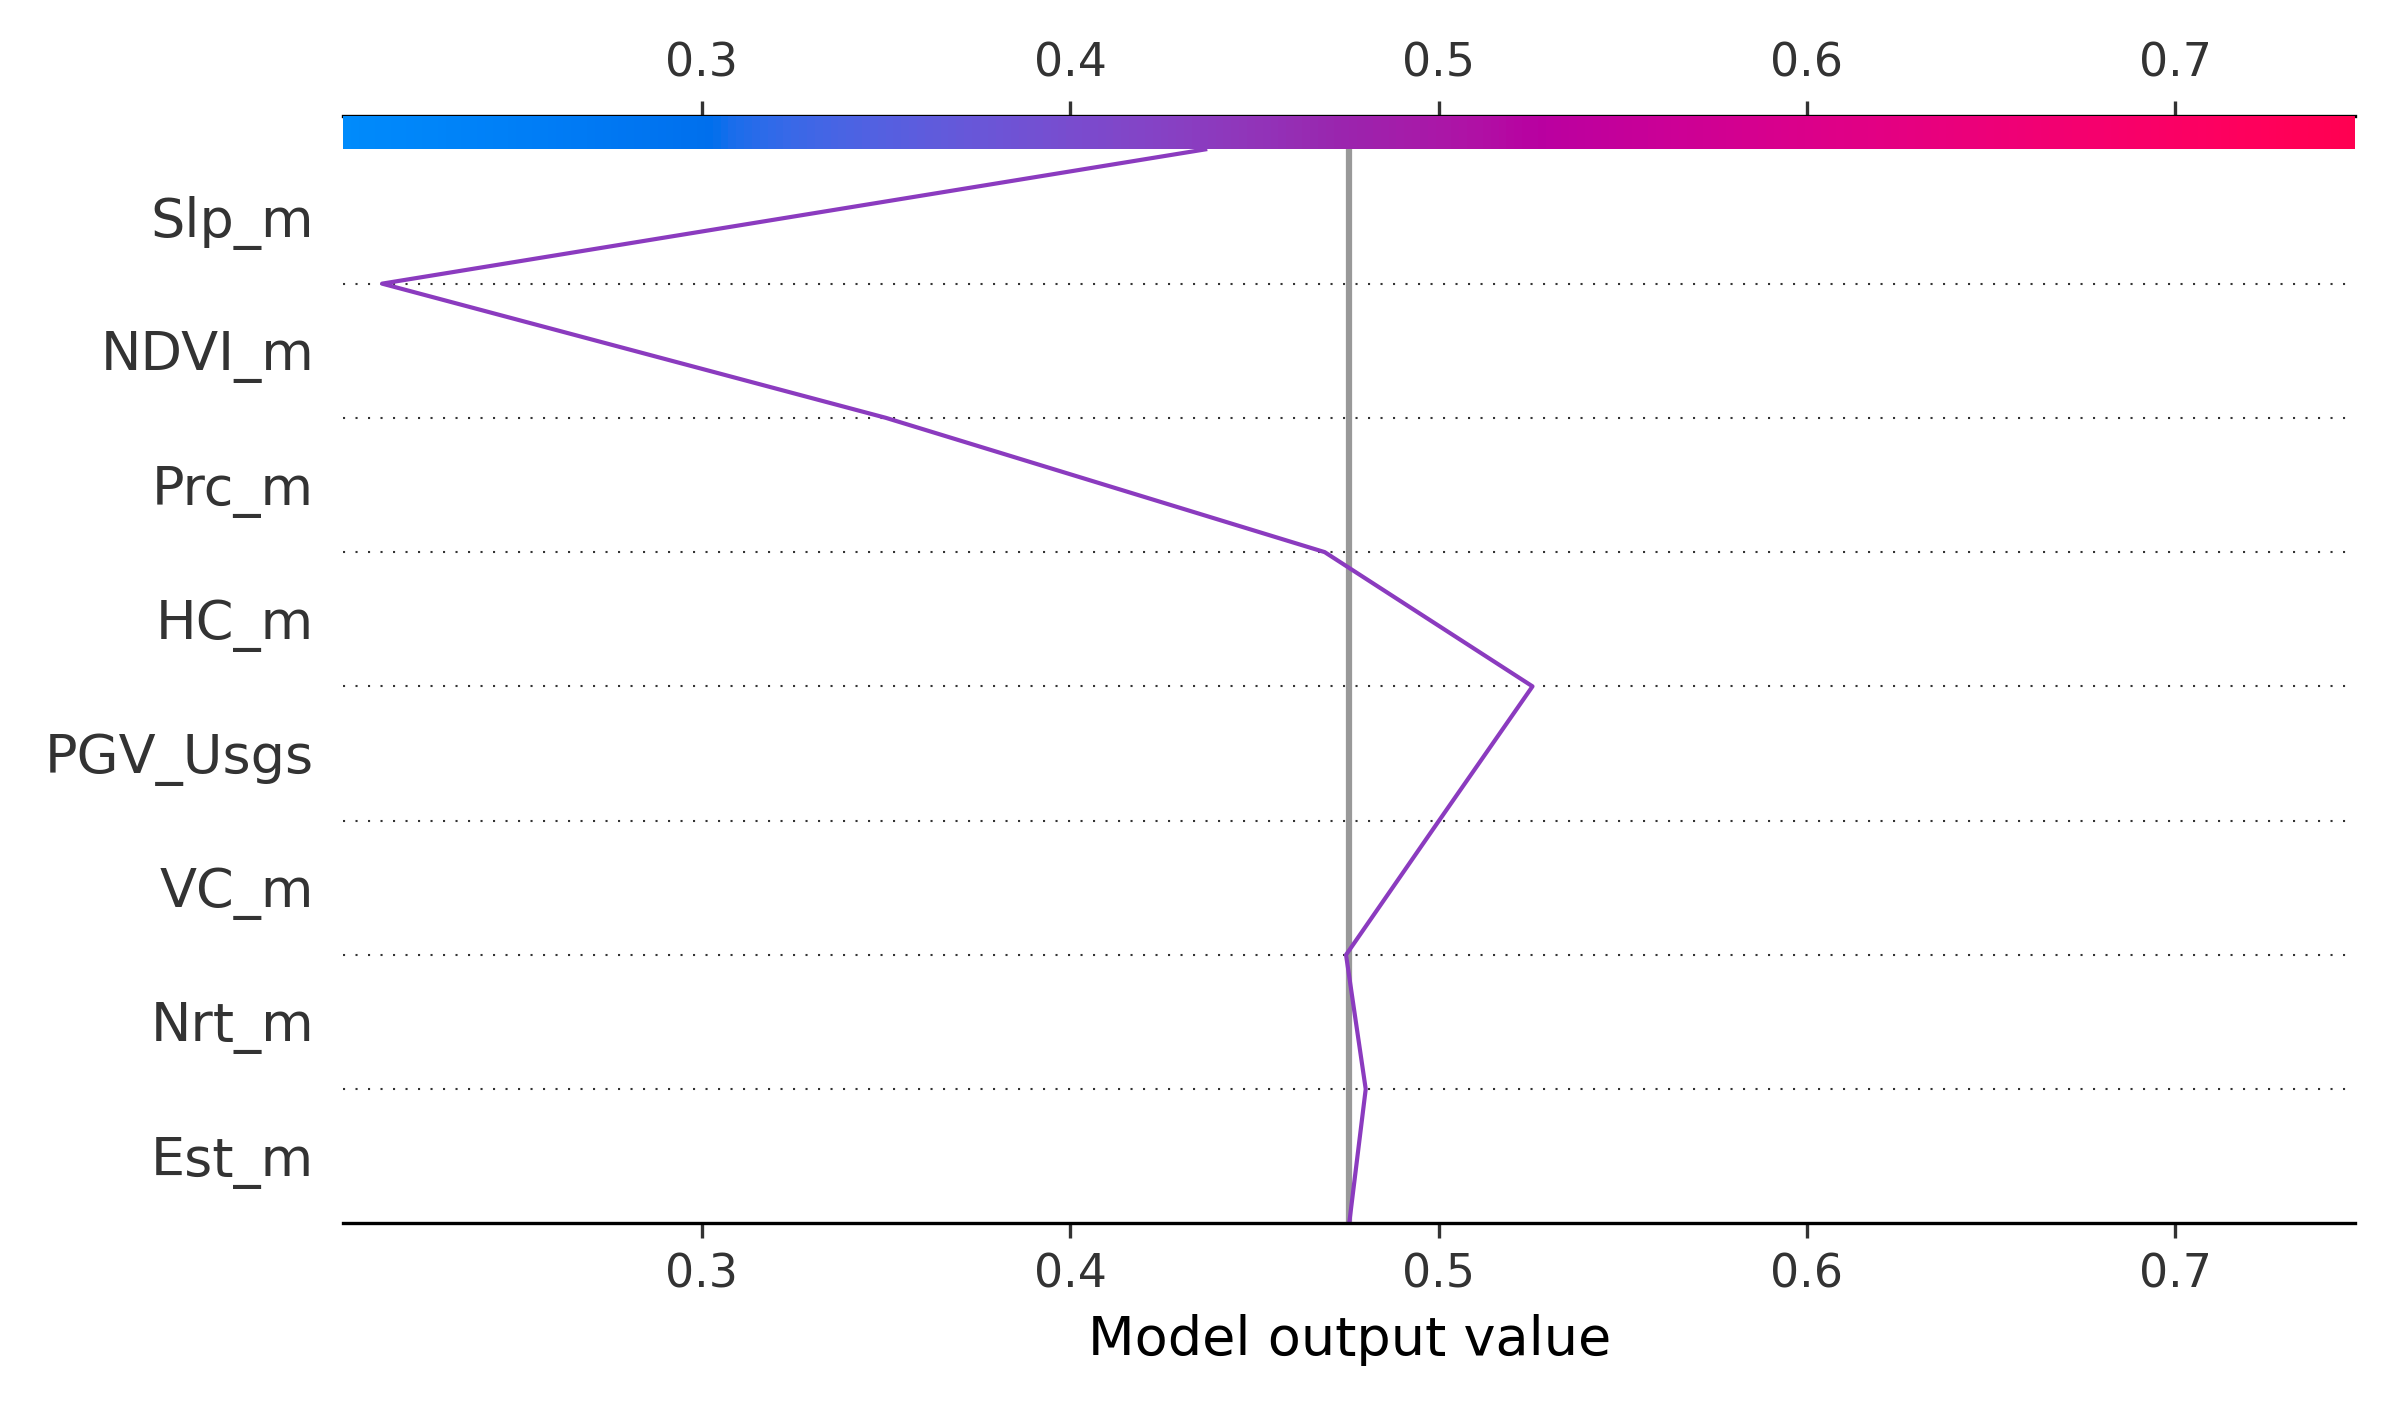 0.3 0.4 0.5 0.6 0.7
Slp_m
NDVI_m
Prc_m
HC_m
PGV_Usgs
VC_m
Nrt_m
Est_m
0.3 0.4 0.5 0.6 0.7
Model output value